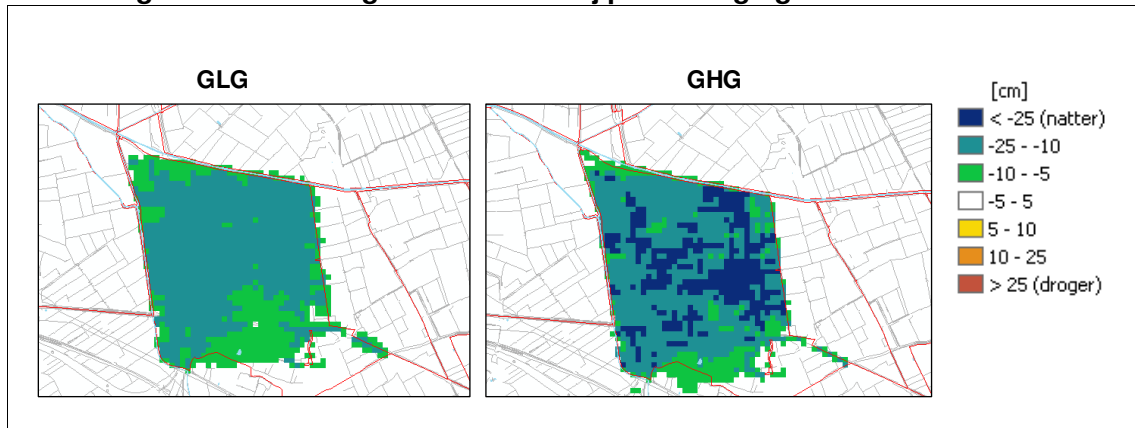 GLG
GHG
[cm]
< -25 (natter)
-25 - -10
-10 - -5
-5 - 5
5 - 10
10 - 25
> 25 (droger)